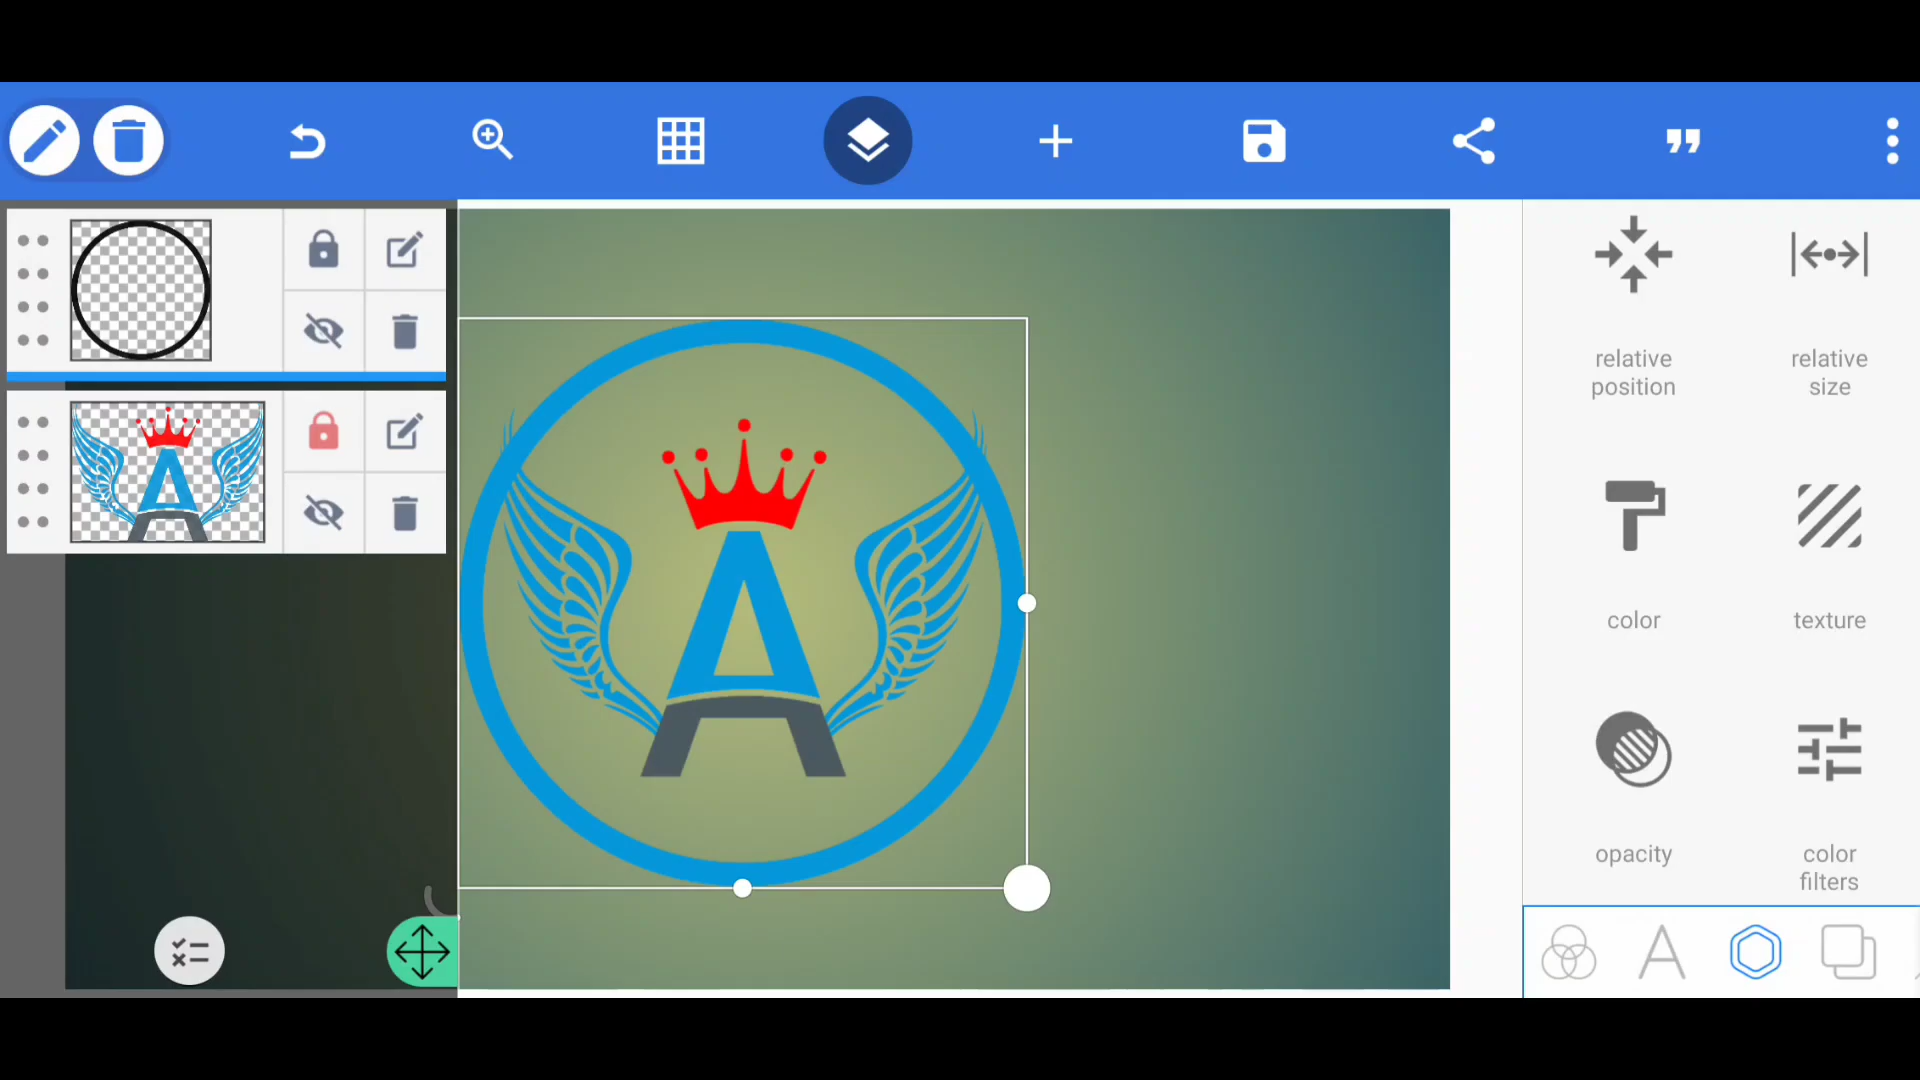 relative
position
relative
size
color
texture
opacity
color
filters
A